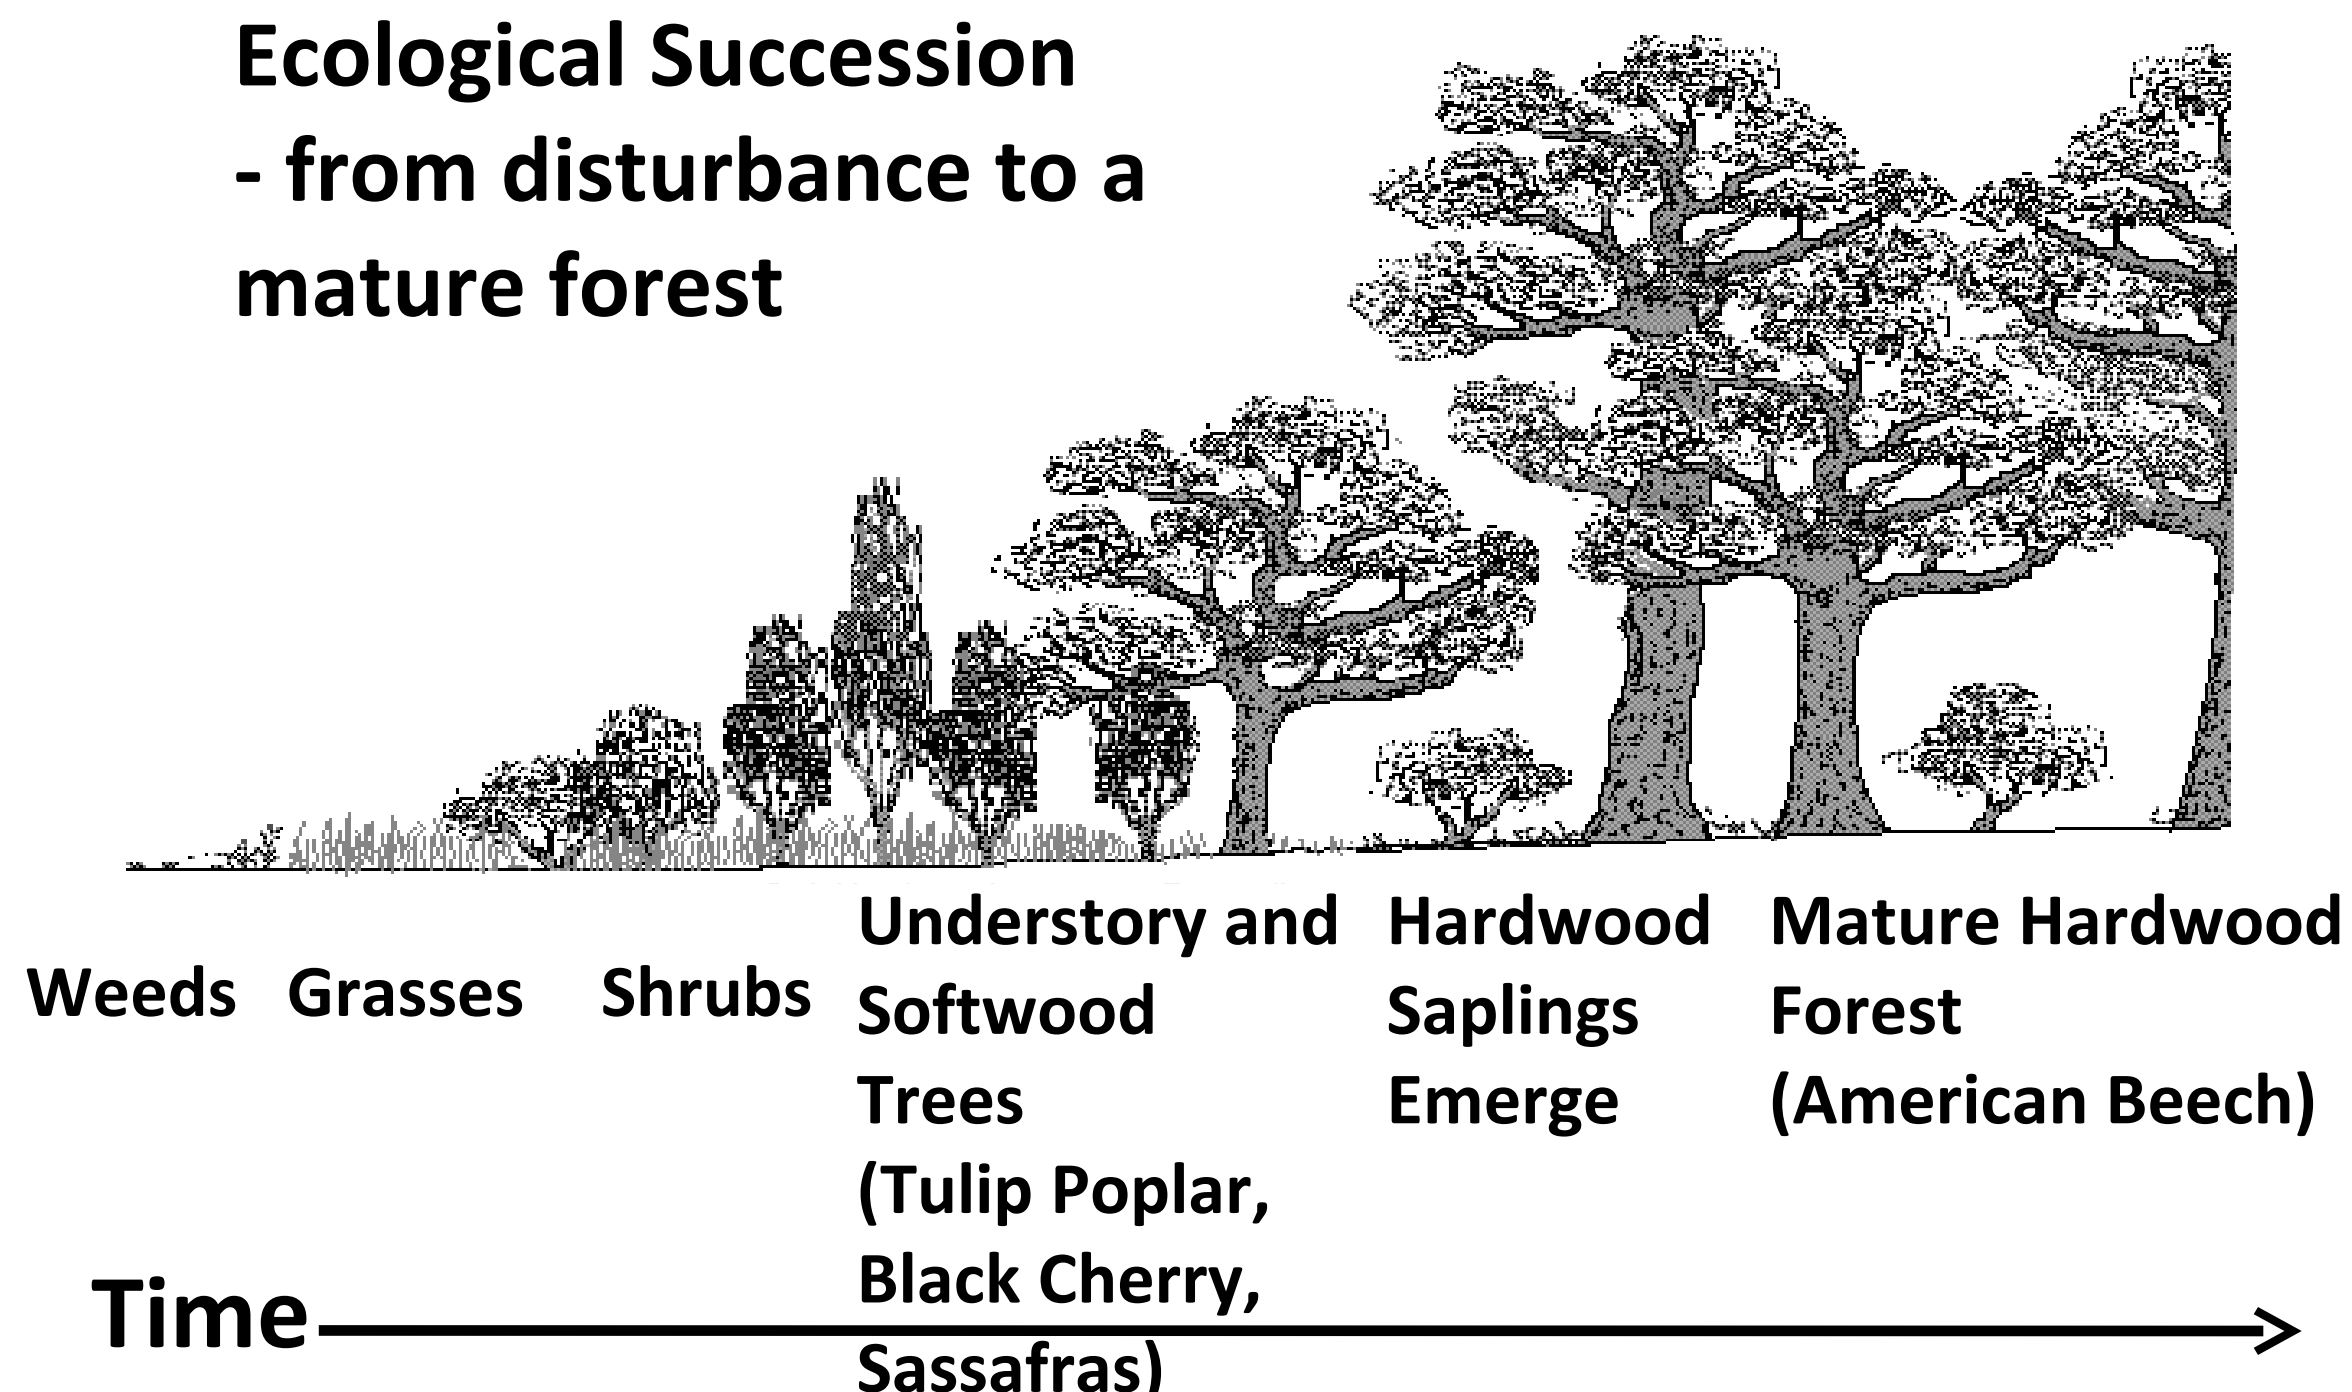 Ecological Succession
- from disturbance to a
mature forest
Weeds
Grasses
Shrubs
Understory and
Softwood
Trees
(Tulip Poplar,
Black Cherry,
Sassafras)
Hardwood
Saplings
Emerge
Mature Hardwood
Forest
(American Beech)
Time